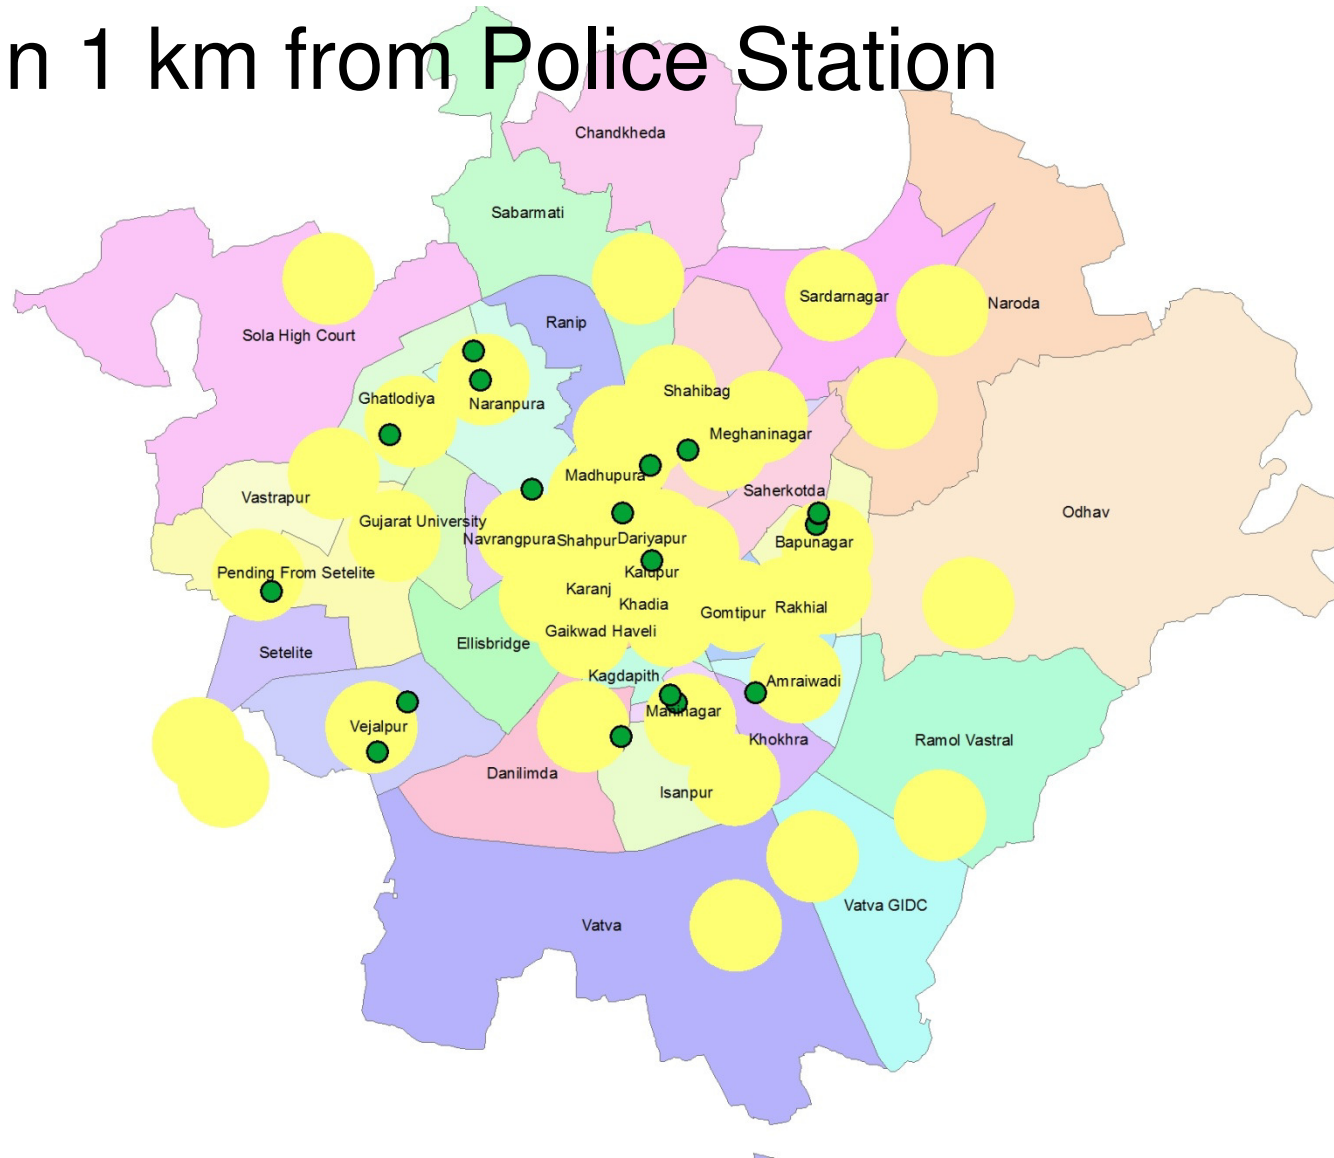 n 1 km from Police Station
Chandkheda
Sabarmati
Sardarnagar
Naroda
Ranip
Sola High Court
Shahibag
Ghatlodiya
Naranpura
Meghaninagar
Madhupura
Saherkotda
Vastrapur
Odhav
Gujarat University
Navrangpura
Shahpur
Dariyapur
Bapunagar
Pending From Setelite
Kalupur
Karanj
Khadia
Gomtipur
Rakhial
Gaikwad Haveli
Ellisbridge
Setelite
Kagdapith
Amraiwadi
Maninagar
Vejalpur
Khokhra
Ramol Vastral
Danilimda
Isanpur
Vatva GIDC
Vatva